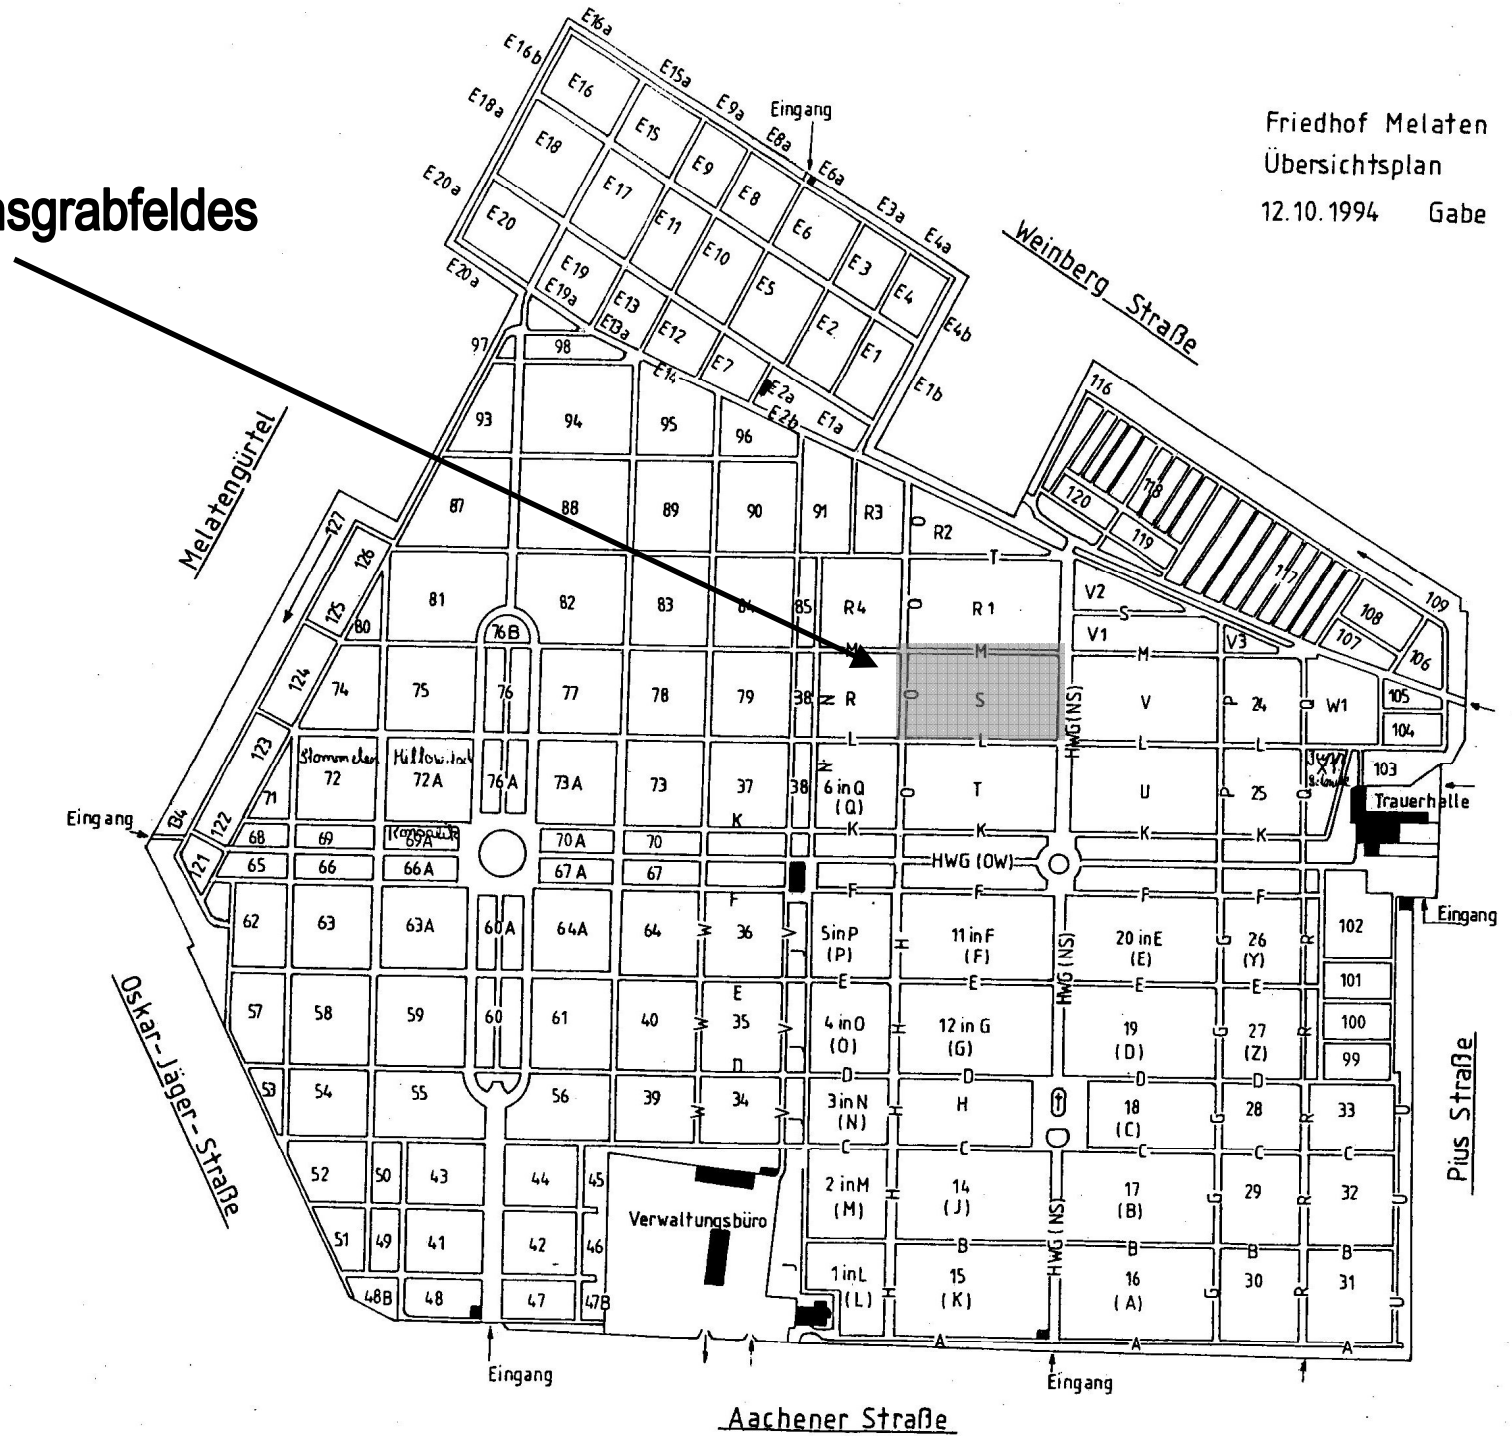 E16a
E16b
E15a
E16
E9a
Eingang
E18a
E15
E8a
Friedhof Melaten
E18
E9
E6a
Übersichtsplan
E20a
E17
E8
E3a
12.10.1994 Gabe
nsgrabfeldes
E20
E11
E6
E4a
Weinberg Straße
E20a
E19
E10
E3
E19a
E13
E5
E4
E13a
E12
E2
E4b
97
98
E7
E1
E14
E2a
E1b
116
E2b
E1a
93
94
95
96
Melatengürtel
87
88
89
90
91
R3
O
R2
120
118
127
119
126
T
117
125
81
82
83
84
85
R4
O
R1
V2
S
108
109
80
76B
M
V1
V3
107
106
124
74
75
76
77
78
79
38
N
R
O
M
S
HWG(NS)
M
V
P
24
Q
W1
105
104
123
L
L
L
L
72
72A
76A
73A
73
37
38
N
6 in Q
(Q)
O
T
U
P
25
Q
103
71
Trauerhalle
Eingang
134
122
K
K
K
K
K
68
69
69A
70A
70
HWG (OW)
121
65
66
66A
67A
67
F
F
F
F
F
Eingang
62
63
63A
60A
64A
64
W
36
V
J
5 in P
(P)
H
11 in F
(F)
HWG (NS)
20 in E
(E)
G
26
(Y)
R
102
Oskar-Jäger-Straße
E
E
E
E
E
101
57
58
59
60
61
40
W
35
V
4 in O
(O)
H
12 in G
(G)
19
(D)
G
27
(Z)
R
100
99
D
D
D
D
D
53
54
55
56
39
W
34
V
3 in N
(N)
H
H
18
(C)
G
28
R
33
U
Pius Straße
C
C
C
C
C
52
50
43
44
45
2 in M
(M)
H
14
(J)
17
(B)
G
29
R
32
U
Verwaltungsbüro
HWG (NS)
51
49
41
42
46
B
B
B
B
J
1 in L
(L)
H
15
(K)
16
(A)
G
30
R
31
U
48B
48
47
47B
A
A
A
Eingang
Eingang
Aachener Straße